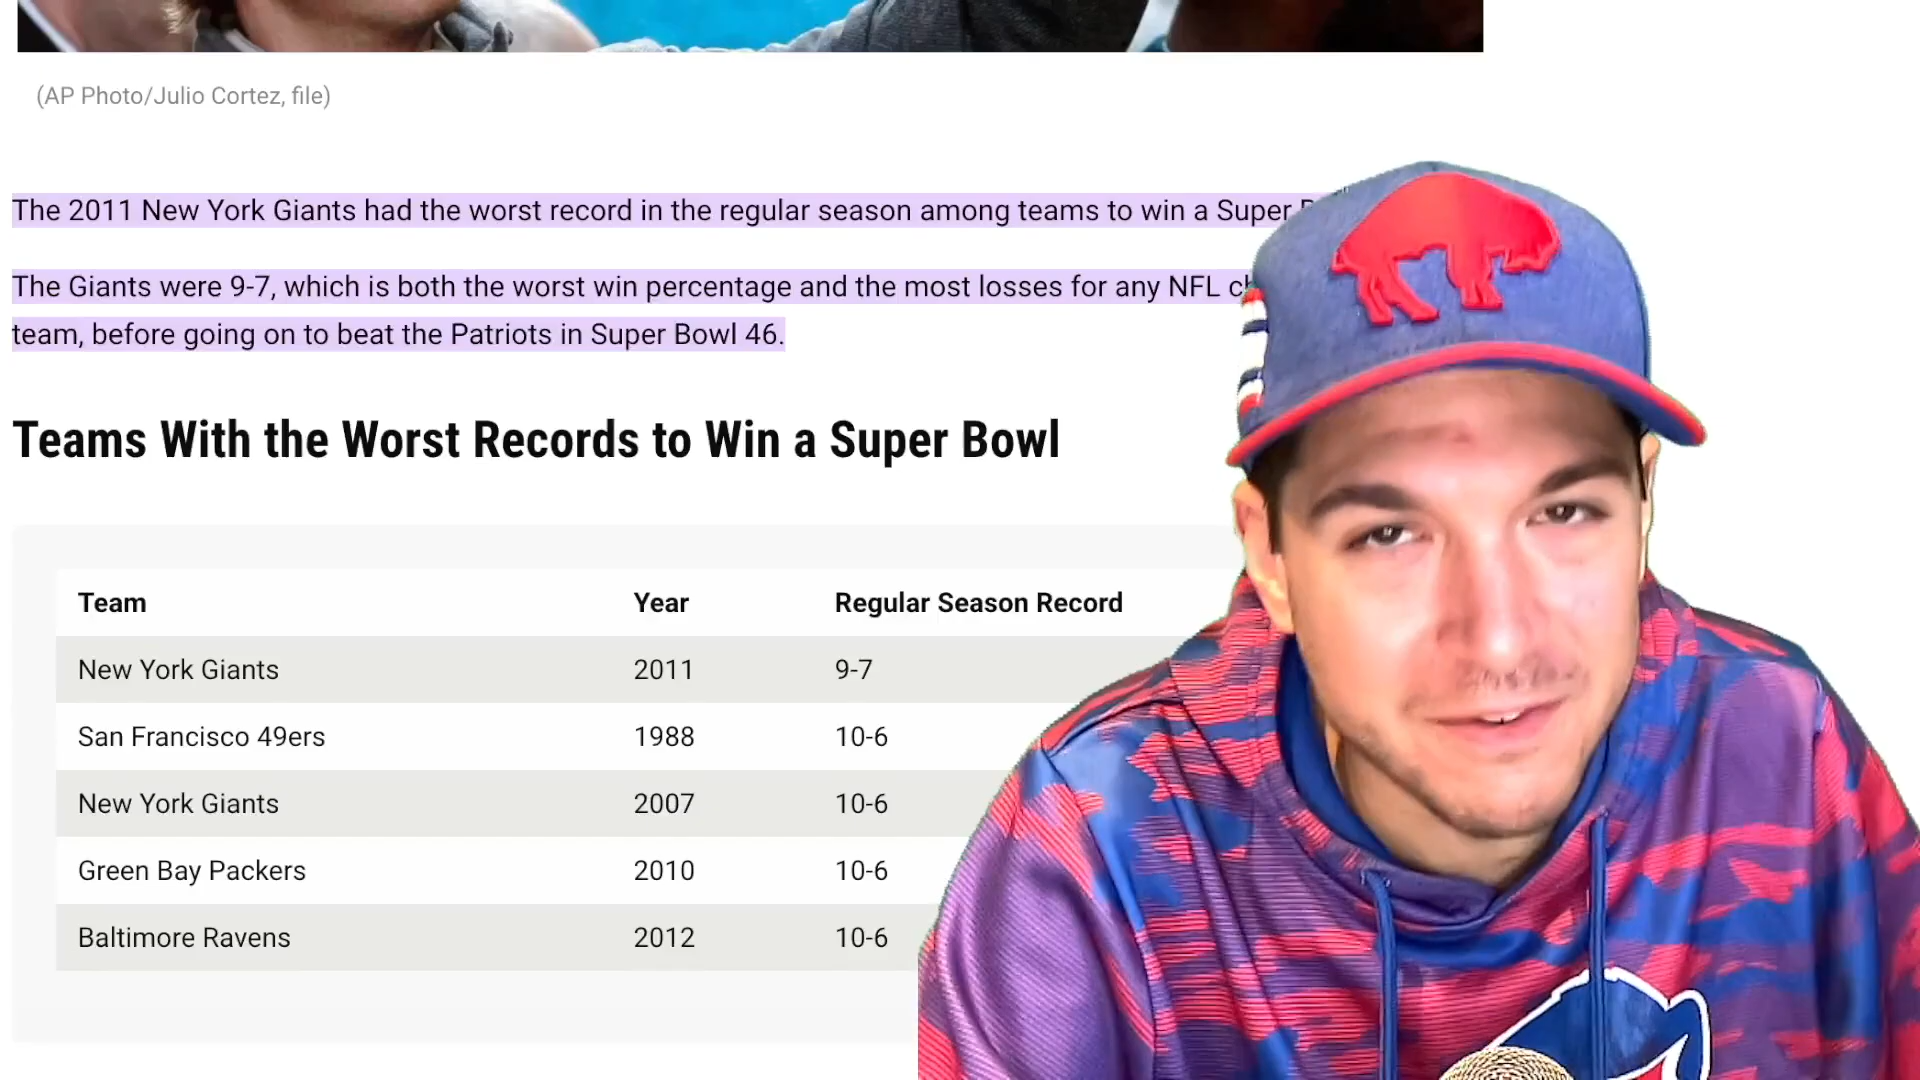 (AP Photo/Julio Cortez, file)
The 2011 New York Giants had the worst record in the regular season among teams to win a Super
The Giants were 9-7, which is both the worst win percentage and the most losses for any NFL
team, before going on to beat the Patriots in Super Bowl 46.
Teams With the Worst Records to Win a Super Bowl
Team Year Regular Season Record
New York Giants 2011 9-7
San Francisco 49ers 1988 10-6
New York Giants 2007 10-6
Green Bay Packers 2010 10-6
Baltimore Ravens 2012 10-6